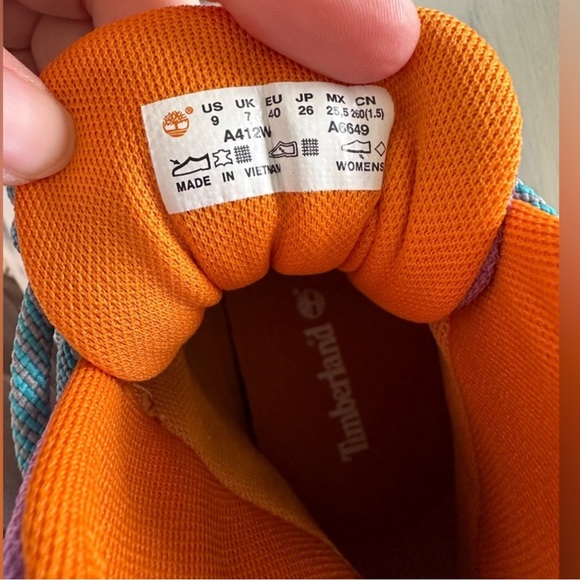 US UK EU JP MX CN
9 7 40 26 25,5 260(1.5)
A412W A6649
MADE IN VIETNAM WOMENS
Timberland